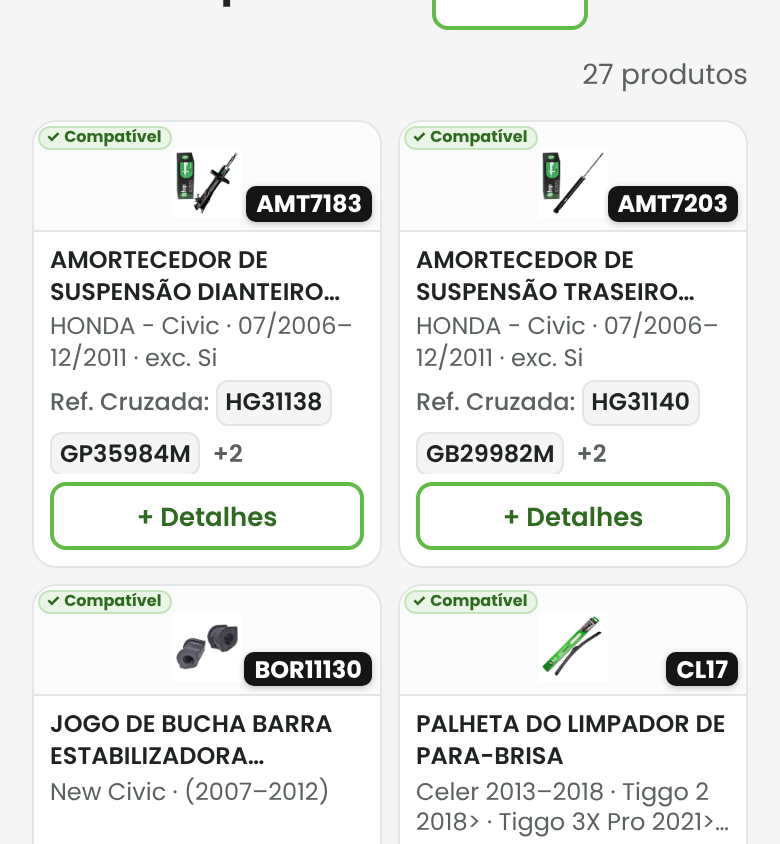 27 produtos
✓ Compatível
AMT7183
AMORTECEDOR DE
SUSPENSÃO DIANTEIRO...
HONDA - Civic · 07/2006–
12/2011 · exc. Si
Ref. Cruzada: HG31138
GP35984M +2
+ Detalhes
✓ Compatível
AMT7203
AMORTECEDOR DE
SUSPENSÃO TRASEIRO...
HONDA - Civic · 07/2006–
12/2011 · exc. Si
Ref. Cruzada: HG31140
GB29982M +2
+ Detalhes
✓ Compatível
BOR11130
JOGO DE BUCHA BARRA
ESTABILIZADORA...
New Civic · (2007–2012)
✓ Compatível
CL17
PALHETA DO LIMPADOR DE
PARA-BRISA
Celer 2013–2018 · Tiggo 2
2018> · Tiggo 3X Pro 2021>...